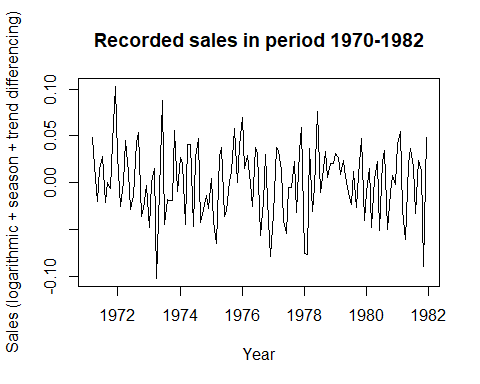 Recorded sales in period 1970-1982
Sales (logarithmic + season + trend differencing)
0.10
0.05
0.00
-0.10
1972 1974 1976 1978 1980 1982
Year